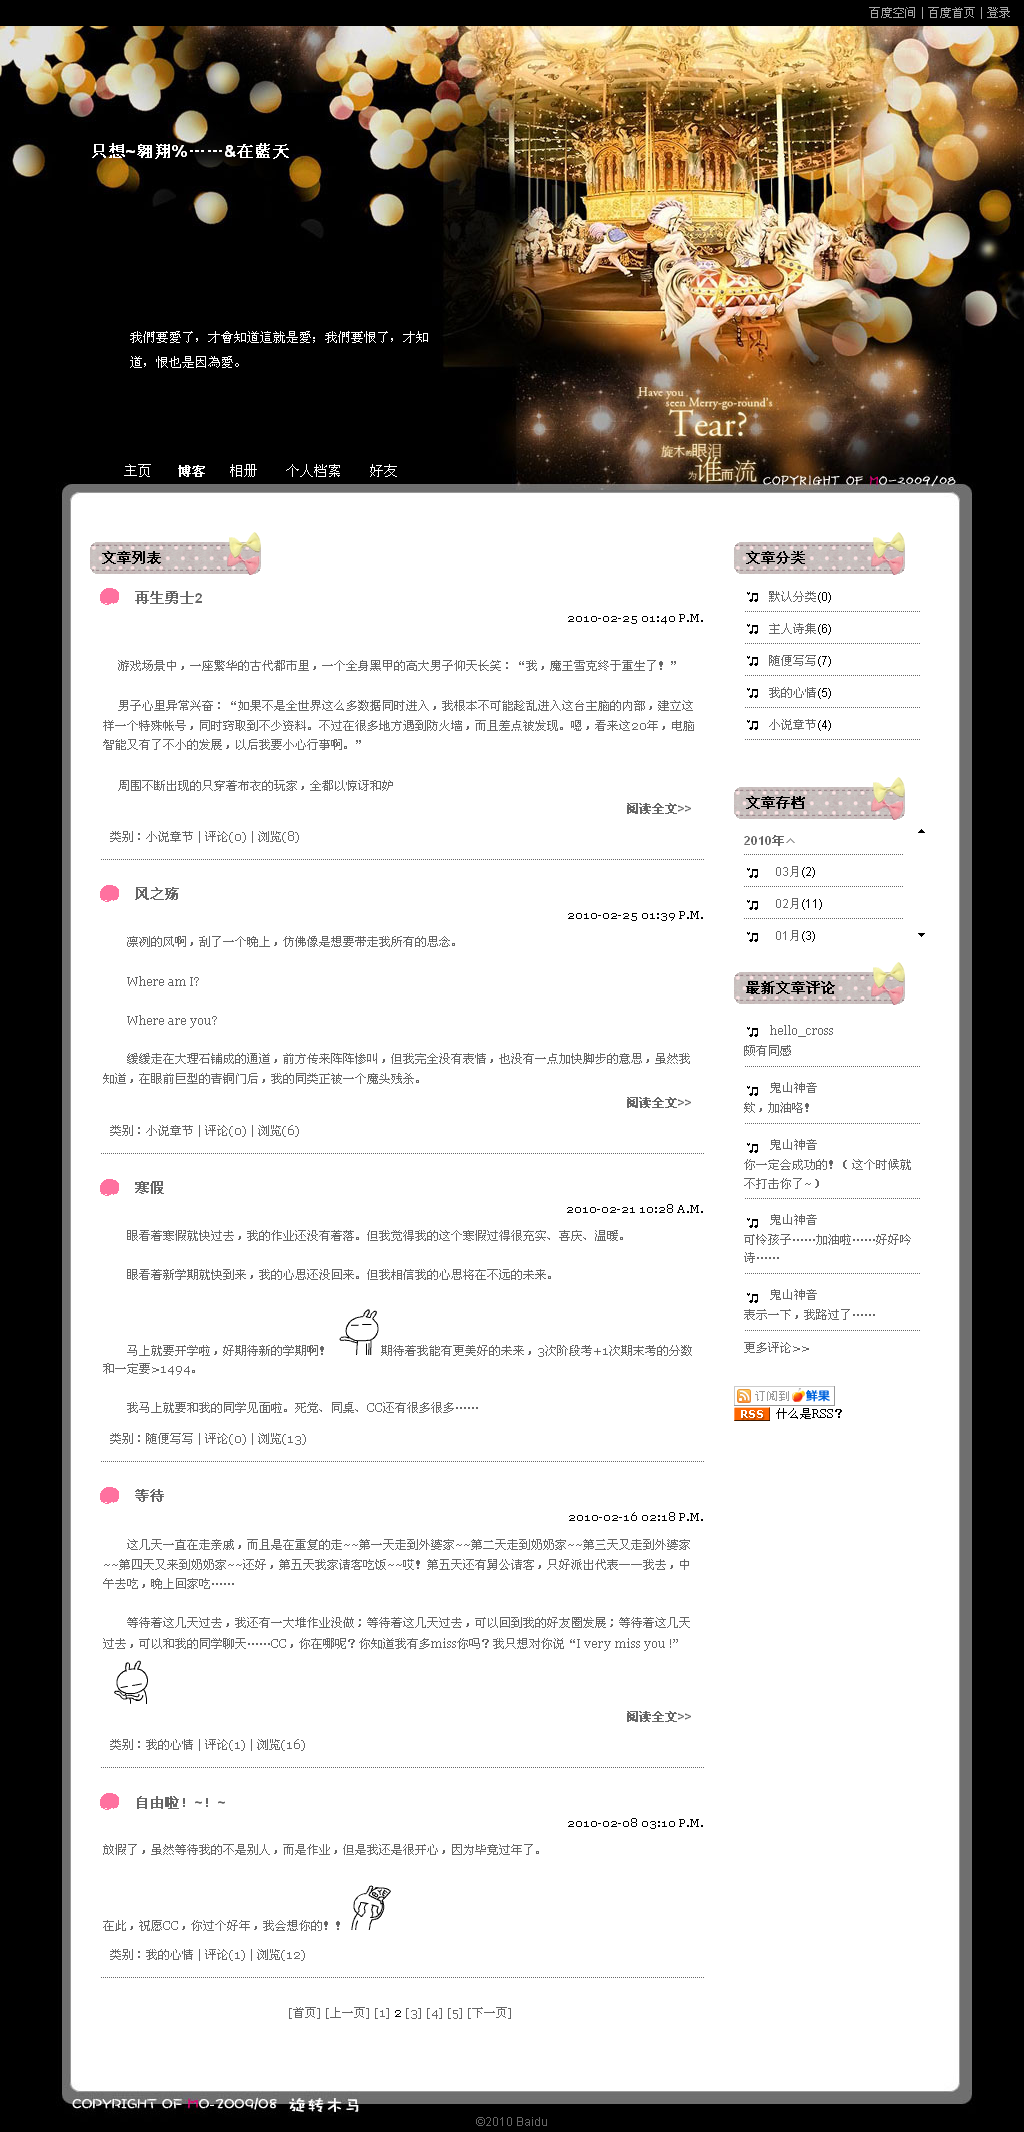 百度空间 | 百度首页 | 登录
只想~翱翔%……&在藍天
我們要愛了，才會知道這就是愛；我們要恨了，才知
道，恨也是因為愛。
Have you
seen Merry-go-round's
Tear?
旋木的眼泪
为谁而流
COPYRIGHT OF MO-2009/08
主页 博客 相册 个人档案 好友
文章列表
再生勇士2
2010-02-25 01:40 P.M.
游戏场景中，一座繁华的古代都市里，一个全身黑甲的高大男子仰天长笑：“我，魔王雪克终于重生了！”
男子心里异常兴奋：“如果不是全世界这么多数据同时进入，我根本不可能趁乱进入这台主脑的内部，建立这
样一个特殊帐号，同时窃取到不少资料。不过在很多地方遇到防火墙，而且差点被发现。嗯，看来这20年，电脑
智能又有了不小的发展，以后我要小心行事啊。”
周围不断出现的只穿着布衣的玩家，全都以惊讶和妒
阅读全文>>
类别：小说章节 | 评论(0) | 浏览(8)
风之殇
2010-02-25 01:39 P.M.
凛冽的风啊，刮了一个晚上，仿佛像是想要带走我所有的思念。
Where am I?
Where are you?
缓缓走在大理石铺成的通道，前方传来阵阵惨叫，但我完全没有表情，也没有一点加快脚步的意思，虽然我
知道，在眼前巨型的青铜门后，我的同类正被一个魔头残杀。
阅读全文>>
类别：小说章节 | 评论(0) | 浏览(6)
寒假
2010-02-21 10:28 A.M.
眼看着寒假就快过去，我的作业还没有着落。但我觉得我的这个寒假过得很充实、喜庆、温暖。
眼看着新学期就快到来，我的心思还没回来。但我相信我的心思将在不远的未来。
马上就要开学啦，好期待新的学期啊！ 期待着我能有更美好的未来，3次阶段考+1次期末考的分数
和一定要>1494。
我马上就要和我的同学见面啦。死党、同桌、CC还有很多很多……
类别：随便写写 | 评论(0) | 浏览(13)
等待
2010-02-16 02:18 P.M.
这几天一直在走亲戚，而且是在重复的走~~第一天走到外婆家~~第二天走到奶奶家~~第三天又走到外婆家
~~第四天又来到奶奶家~~还好，第五天我家请客吃饭~~哎！第五天还有舅公请客，只好派出代表——我去，中
午去吃，晚上回家吃……
等待着这几天过去，我还有一大堆作业没做；等待着这几天过去，可以回到我的好友圈发展；等待着这几天
过去，可以和我的同学聊天……CC，你在哪呢？你知道我有多miss你吗？我只想对你说“I very miss you !”
阅读全文>>
类别：我的心情 | 评论(1) | 浏览(16)
自由啦！~！~
2010-02-08 03:10 P.M.
放假了，虽然等待我的不是别人，而是作业，但是我还是很开心，因为毕竟过年了。
在此，祝愿CC，你过个好年，我会想你的！！
类别：我的心情 | 评论(1) | 浏览(12)
[首页] [上一页] [1] 2 [3] [4] [5] [下一页]
文章分类
默认分类(0)
主人诗集(6)
随便写写(7)
我的心情(5)
小说章节(4)
文章存档
2010年
03月(2)
02月(11)
01月(3)
最新文章评论
hello_cross
颇有同感
鬼山神音
欸，加油咯！
鬼山神音
你一定会成功的！（这个时候就
不打击你了~）
鬼山神音
可怜孩子……加油啦……好好吟
诗……
鬼山神音
表示一下，我路过了……
更多评论>>
订阅到 鲜果
RSS 什么是RSS?
COPYRIGHT OF MO-2009/08 旋转木马
©2010 Baidu